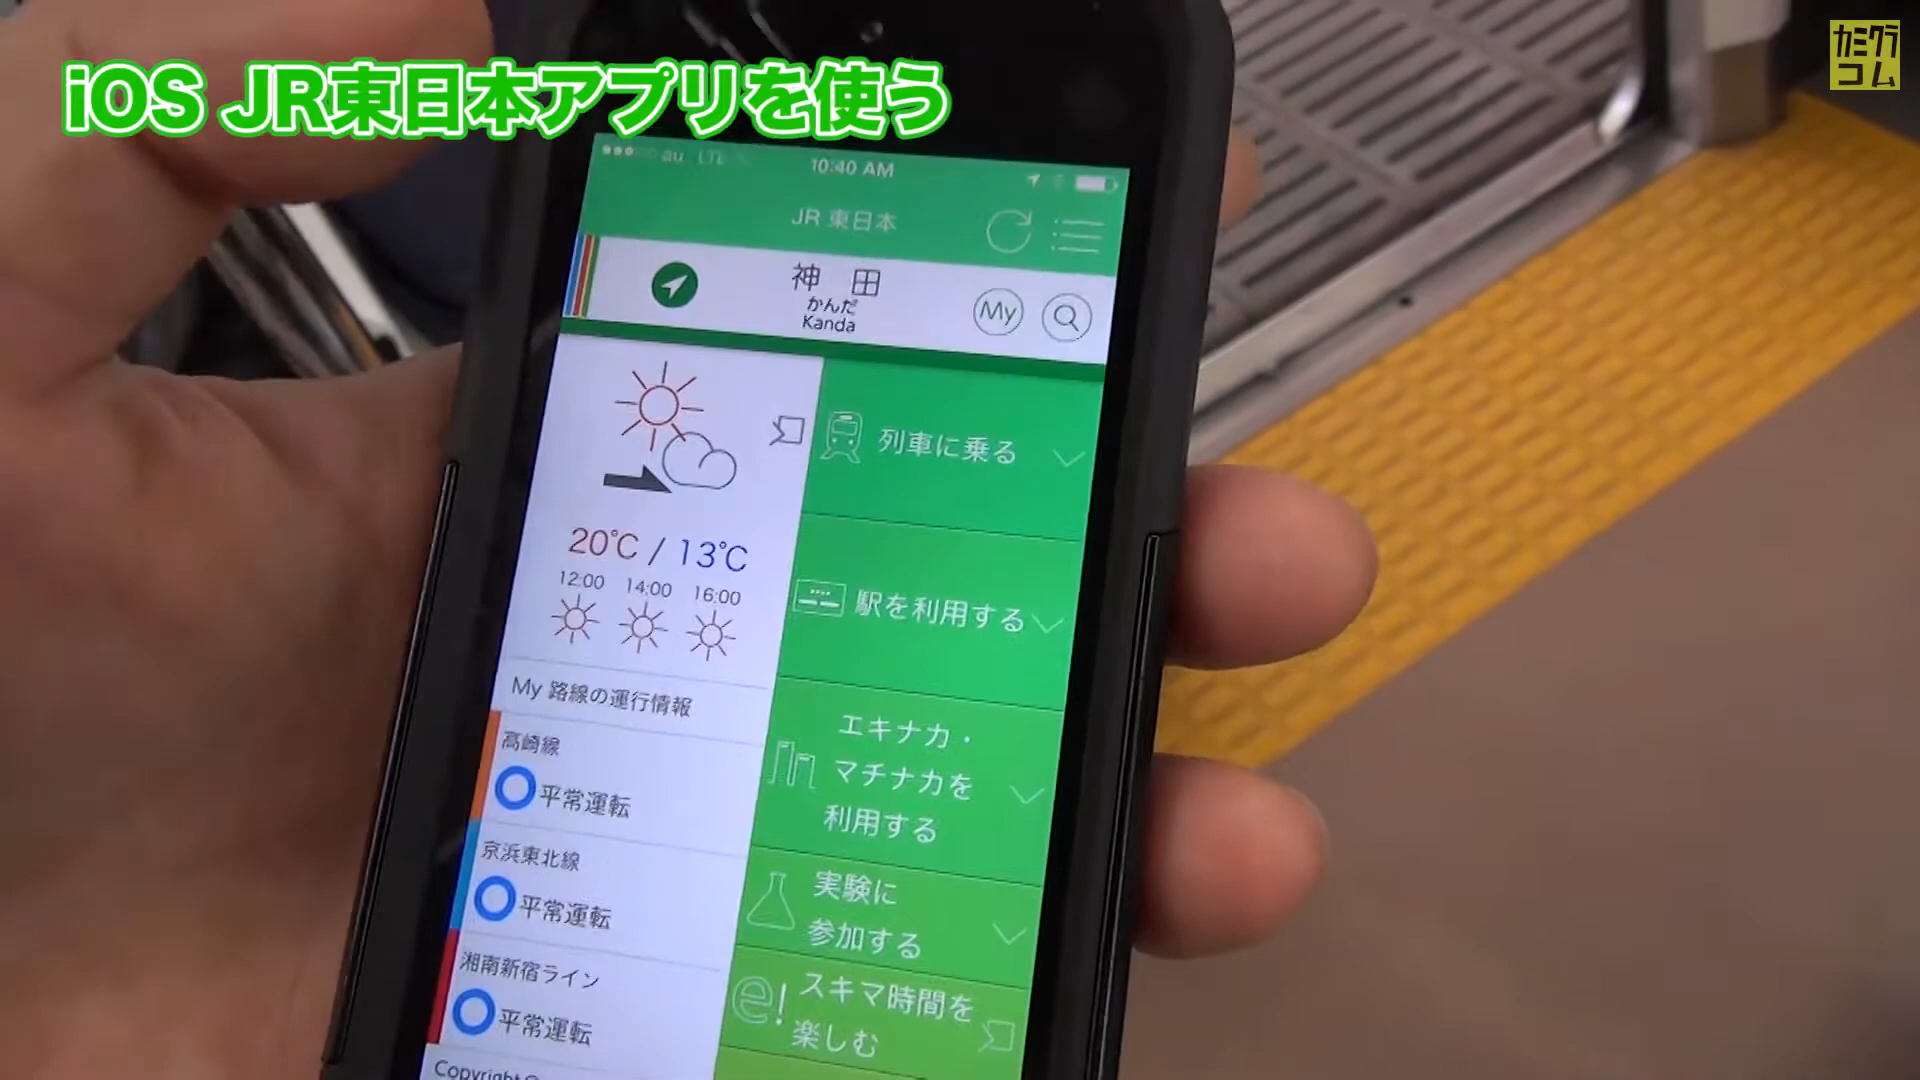 iOS JR東日本アプリを使う
カミクラ
コム
au LTE
10:40 AM
JR 東日本
神 田
かんだ
Kanda
My
20℃ / 13℃
12:00 14:00 16:00
My 路線の運行情報
高崎線
平常運転
京浜東北線
平常運転
湘南新宿ライン
平常運転
Copyright
列車に乗る
駅を利用する
エキナカ・
マチナカを
利用する
実験に
参加する
e!
スキマ時間を
楽しむ